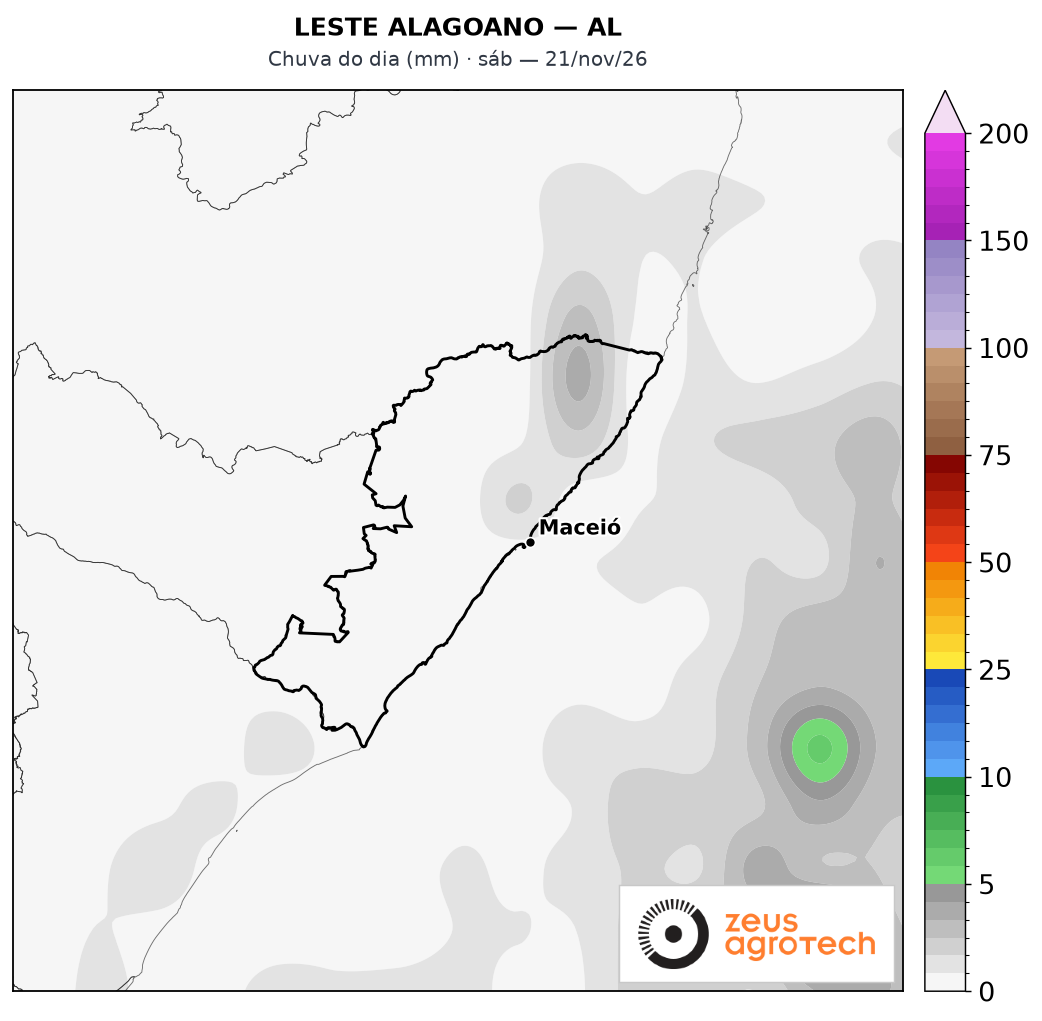 LESTE ALAGOANO — AL
Chuva do dia (mm) · sáb — 21/nov/26
200
150
100
75
50
25
10
5
0
Maceió
zeus
agrotech